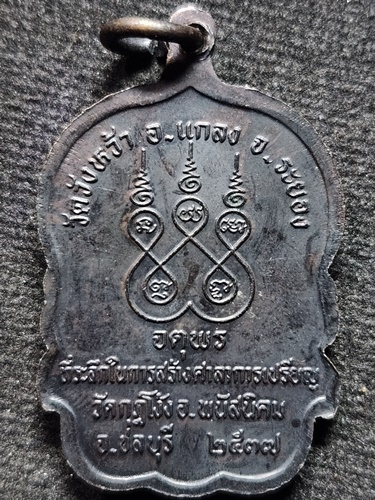 วัดวังหว้า อ.แกลง จ.ระยอง
จตุพร
ที่ระลึกในการสร้างศาลาการเปรียญ
วัดกุฎโง้ง อ.พนัสนิคม
จ.ชลบุรี ๒๕๓๗